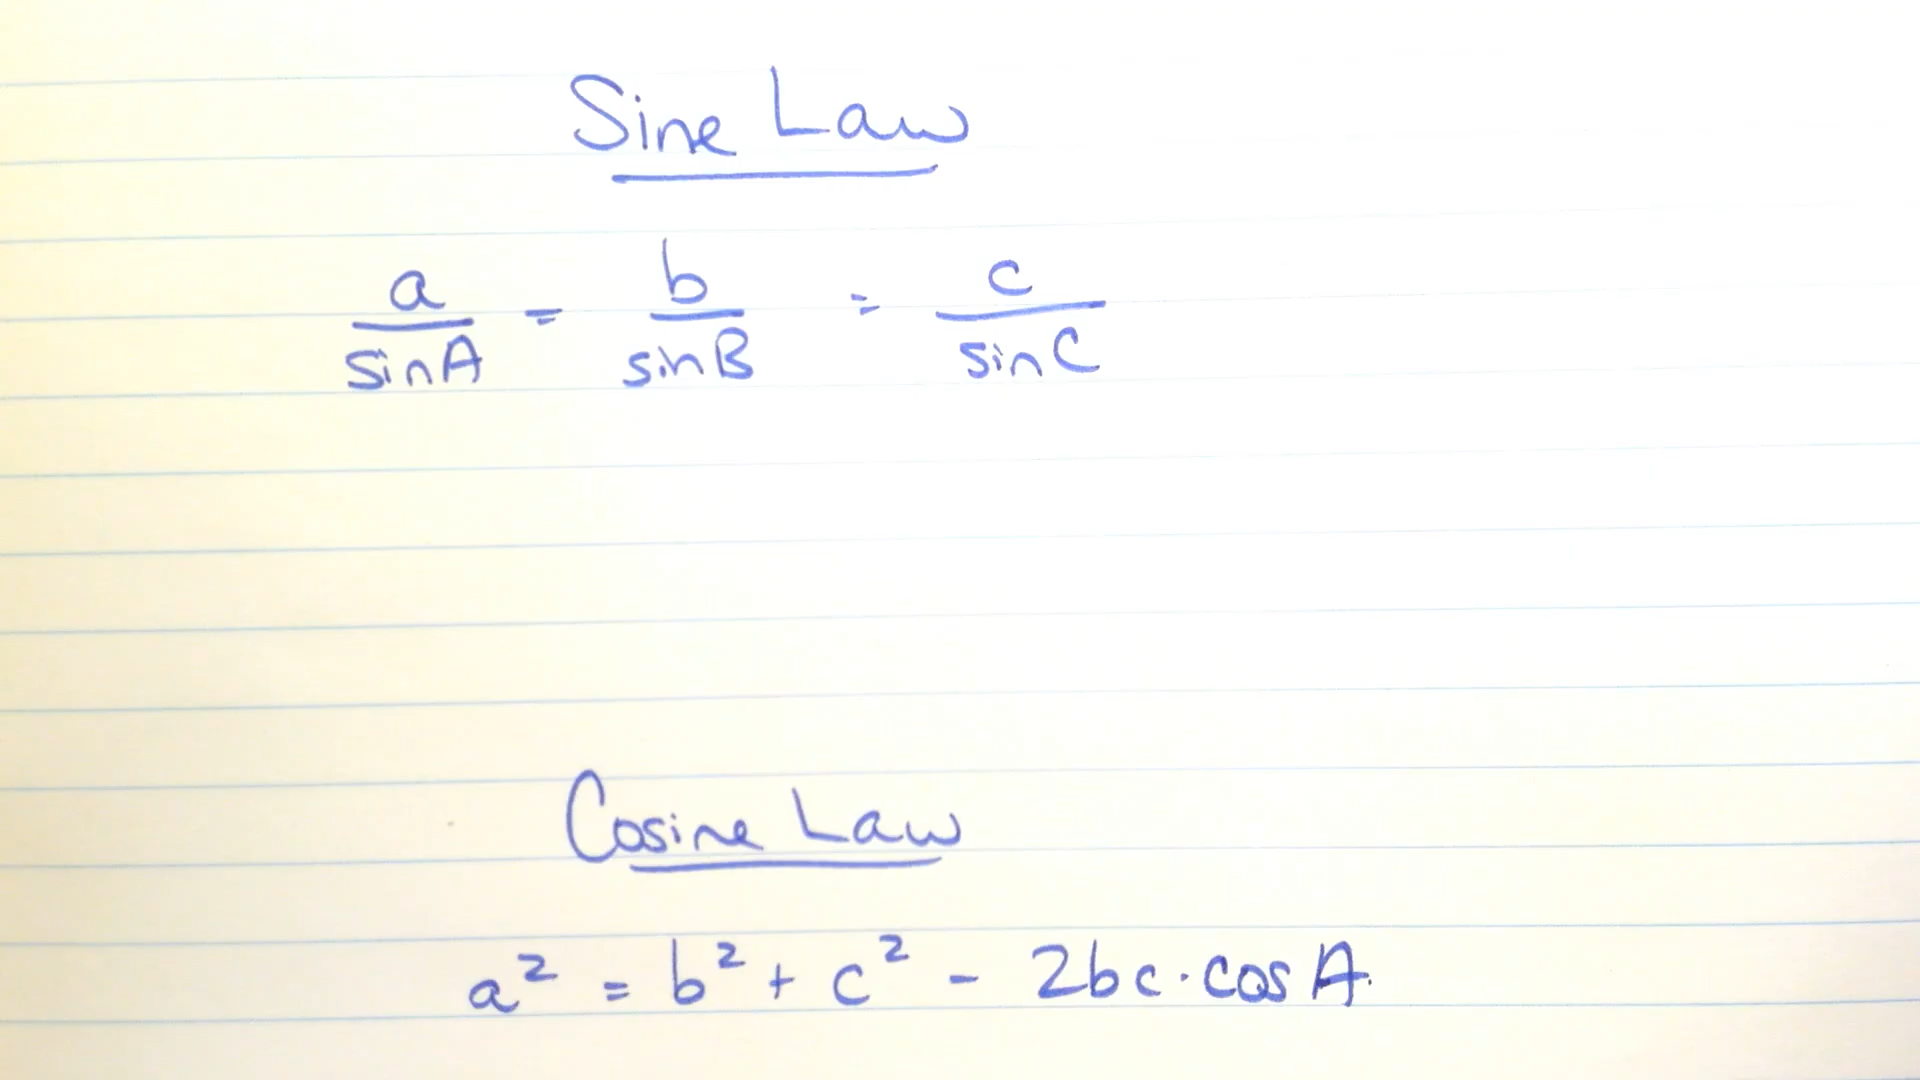 Sine Law
a/sinA = b/sinB = c/sinC
Cosine Law
a² = b² + c² - 2bc·cosA.